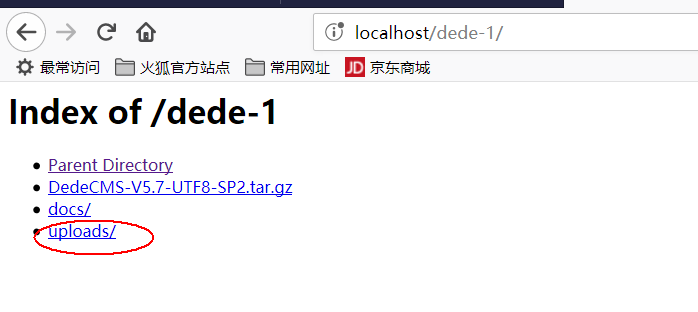 localhost/dede-1/
最常访问 火狐官方站点 常用网址 JD 京东商城
Index of /dede-1
Parent Directory
DedeCMS-V5.7-UTF8-SP2.tar.gz
docs/
uploads/